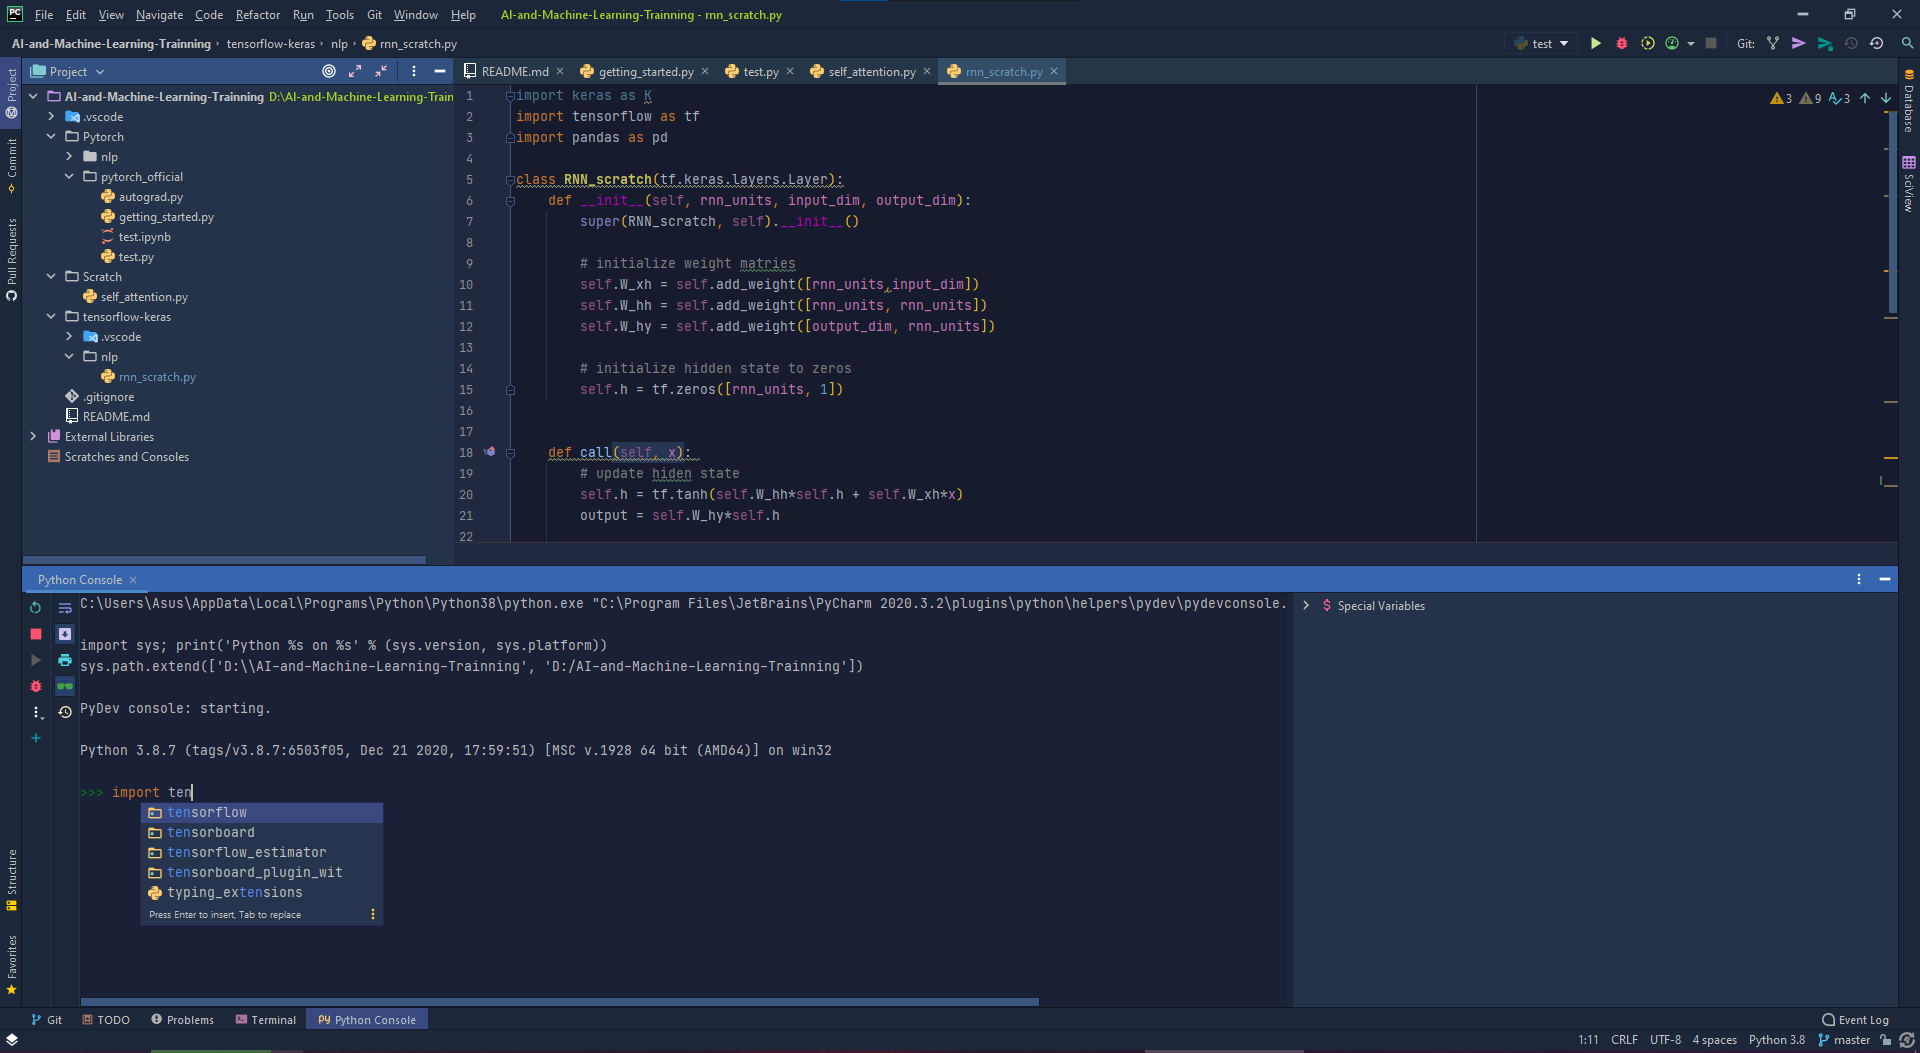 PC File Edit View Navigate Code Refactor Run Tools Git Window Help AI-and-Machine-Learning-Trainning - rnn_scratch.py
AI-and-Machine-Learning-Trainning tensorflow-keras nlp rnn_scratch.py test Git:
Project
README.md getting_started.py test.py self_attention.py rnn_scratch.py
AI-and-Machine-Learning-Trainning D:\AI-and-Machine-Learning-Train
.vscode
Pytorch
nlp
pytorch_official
autograd.py
getting_started.py
test.ipynb
test.py
Scratch
self_attention.py
tensorflow-keras
.vscode
nlp
rnn_scratch.py
.gitignore
README.md
External Libraries
Scratches and Consoles
Project
Commit
Pull Requests
Structure
Favorites
3 9 3
1 import keras as K
2 import tensorflow as tf
3 import pandas as pd
4
5 class RNN_scratch(tf.keras.layers.Layer):
6 def __init__(self, rnn_units, input_dim, output_dim):
7 super(RNN_scratch, self).__init__()
8
9 # initialize weight matries
10 self.W_xh = self.add_weight([rnn_units,input_dim])
11 self.W_hh = self.add_weight([rnn_units, rnn_units])
12 self.W_hy = self.add_weight([output_dim, rnn_units])
13
14 # initialize hidden state to zeros
15 self.h = tf.zeros([rnn_units, 1])
16
17
18 def call(self, x):
19 # update hiden state
20 self.h = tf.tanh(self.W_hh*self.h + self.W_xh*x)
21 output = self.W_hy*self.h
22
Database
SciView
Python Console
C:\Users\Asus\AppData\Local\Programs\Python\Python38\python.exe "C:\Program Files\JetBrains\PyCharm 2020.3.2\plugins\python\helpers\pydev\pydevconsole.
import sys; print('Python %s on %s' % (sys.version, sys.platform))
sys.path.extend(['D:\\AI-and-Machine-Learning-Trainning', 'D:/AI-and-Machine-Learning-Trainning'])
PyDev console: starting.
Python 3.8.7 (tags/v3.8.7:6503f05, Dec 21 2020, 17:59:51) [MSC v.1928 64 bit (AMD64)] on win32
>>> import ten
tensorflow
tensorboard
tensorflow_estimator
tensorboard_plugin_wit
typing_extensions
Press Enter to insert, Tab to replace
Special Variables
Git TODO Problems Terminal Python Console Event Log
1:11 CRLF UTF-8 4 spaces Python 3.8 master